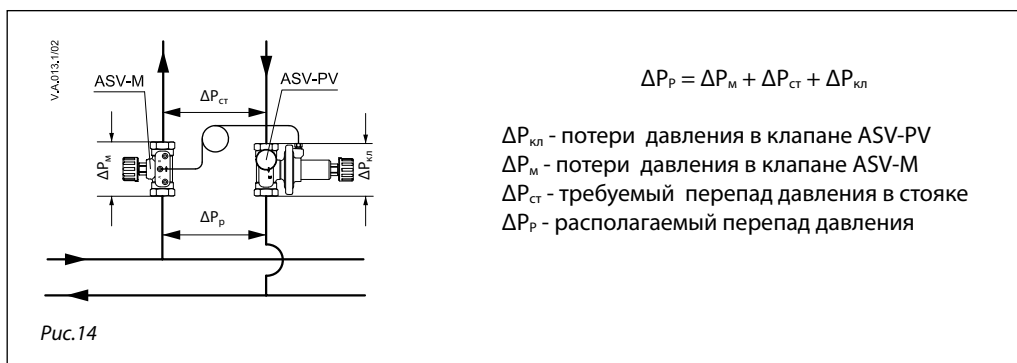 V.A.013.1/02
ASV-M
ASV-PV
ΔPст
ΔPм
ΔPкл
ΔPр
ΔPР = ΔPм + ΔPст + ΔPкл
ΔPкл - потери давления в клапане ASV-PV
ΔPм - потери давления в клапане ASV-M
ΔPст - требуемый перепад давления в стояке
ΔPР - располагаемый перепад давления
Рис.14